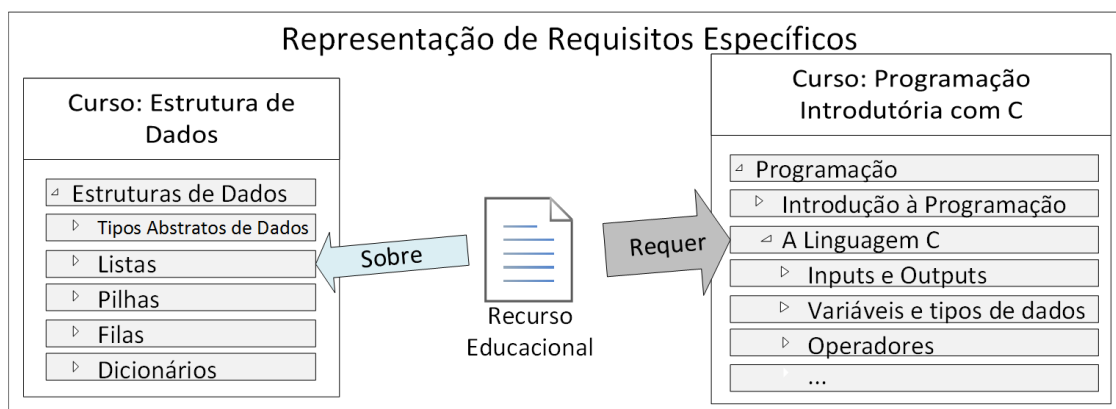 Representação de Requisitos Específicos
Curso: Estrutura de
Dados
Estruturas de Dados
Tipos Abstratos de Dados
Listas
Pilhas
Filas
Dicionários
Sobre
Recurso
Educacional
Requer
Curso: Programação
Introdutória com C
Programação
Introdução à Programação
A Linguagem C
Inputs e Outputs
Variáveis e tipos de dados
Operadores
...